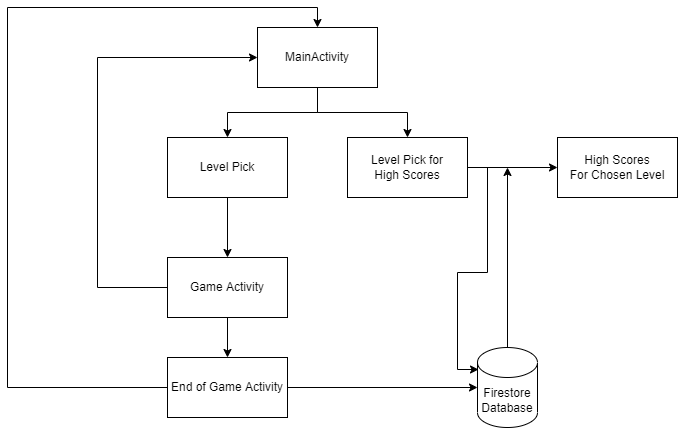 MainActivity
Level Pick
Level Pick for
High Scores
High Scores
For Chosen Level
Game Activity
End of Game Activity
Firestore
Database